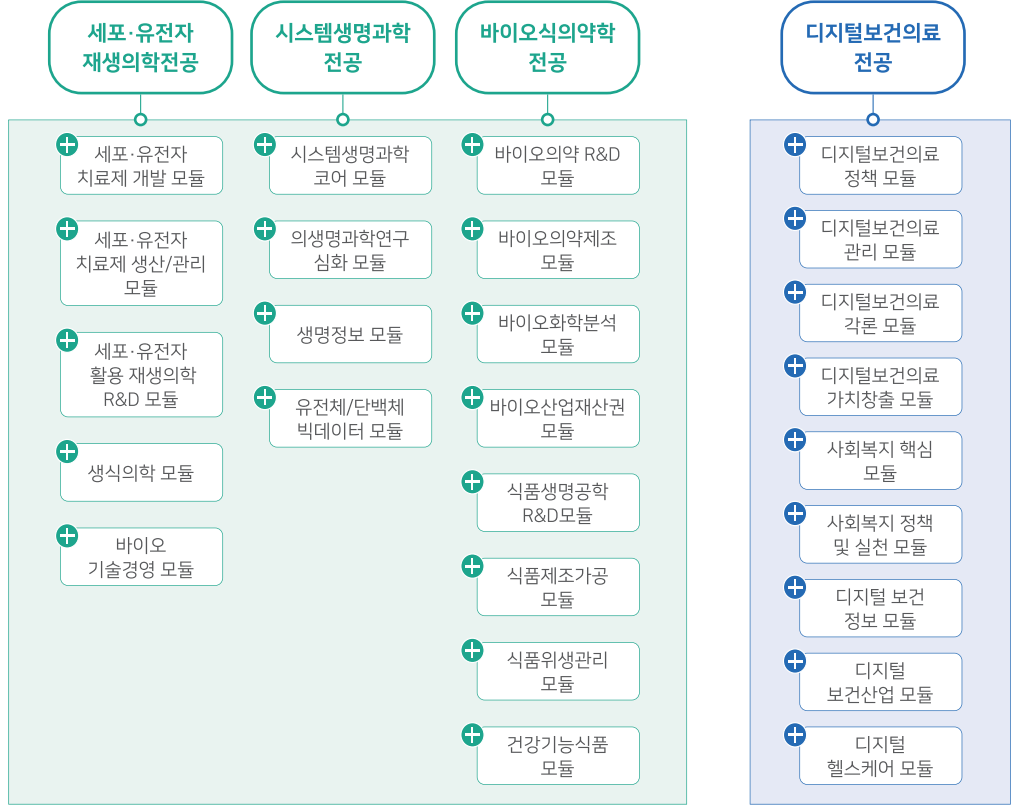 세포·유전자
재생의학전공
세포·유전자
치료제 개발 모듈
세포·유전자
치료제 생산/관리
모듈
세포·유전자
활용 재생의학
R&D 모듈
생식의학 모듈
바이오
기술경영 모듈
시스템생명과학
전공
시스템생명과학
코어 모듈
의생명과학연구
심화 모듈
생명정보 모듈
유전체/단백체
빅데이터 모듈
바이오식의약학
전공
바이오의약 R&D
모듈
바이오의약제조
모듈
바이오화학분석
모듈
바이오산업재산권
모듈
식품생명공학
R&D모듈
식품제조가공
모듈
식품위생관리
모듈
건강기능식품
모듈
디지털보건의료
전공
디지털보건의료
정책 모듈
디지털보건의료
관리 모듈
디지털보건의료
각론 모듈
디지털보건의료
가치창출 모듈
사회복지 핵심
모듈
사회복지 정책
및 실천 모듈
디지털 보건
정보 모듈
디지털
보건산업 모듈
디지털
헬스케어 모듈